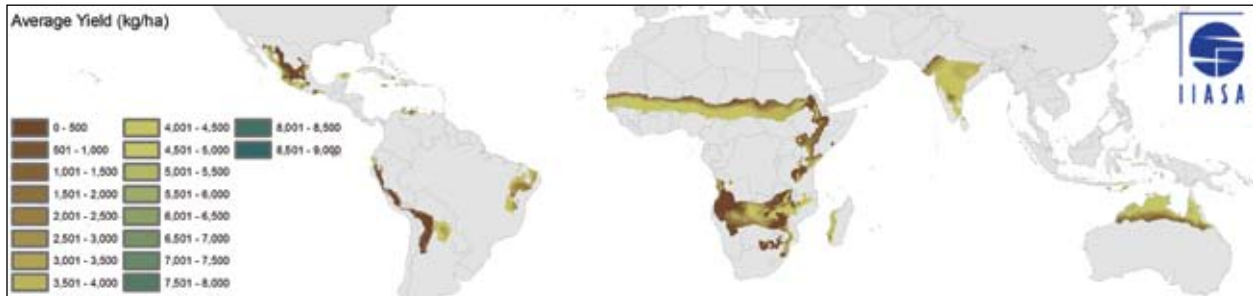 Average Yield (kg/ha)
0 - 500
501 - 1,000
1,001 - 1,500
1,501 - 2,000
2,001 - 2,500
2,501 - 3,000
3,001 - 3,500
3,501 - 4,000
4,001 - 4,500
4,501 - 5,000
5,001 - 5,500
5,501 - 6,000
6,001 - 6,500
6,501 - 7,000
7,001 - 7,500
7,501 - 8,000
8,001 - 8,500
8,501 - 9,000
IIASA